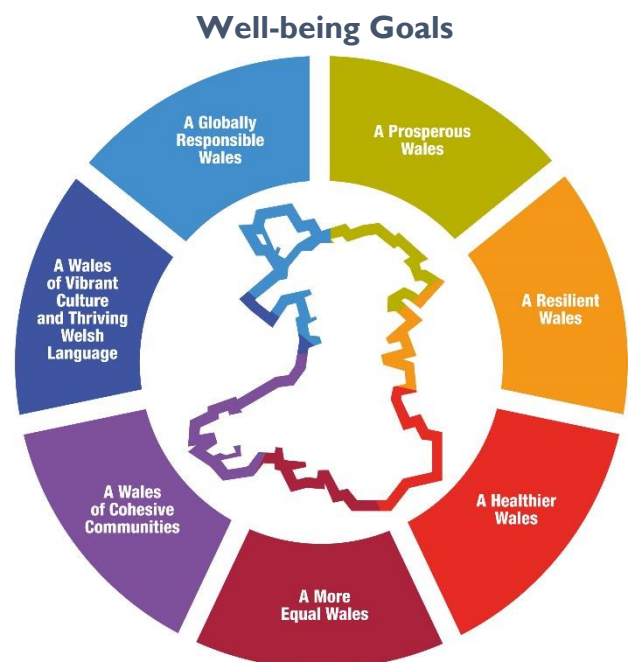 Well-being Goals
A Prosperous
Wales
A Resilient
Wales
A Healthier
Wales
A More
Equal Wales
A Wales
of Cohesive
Communities
A Wales
of Vibrant
Culture
and Thriving
Welsh
Language
A Globally
Responsible
Wales